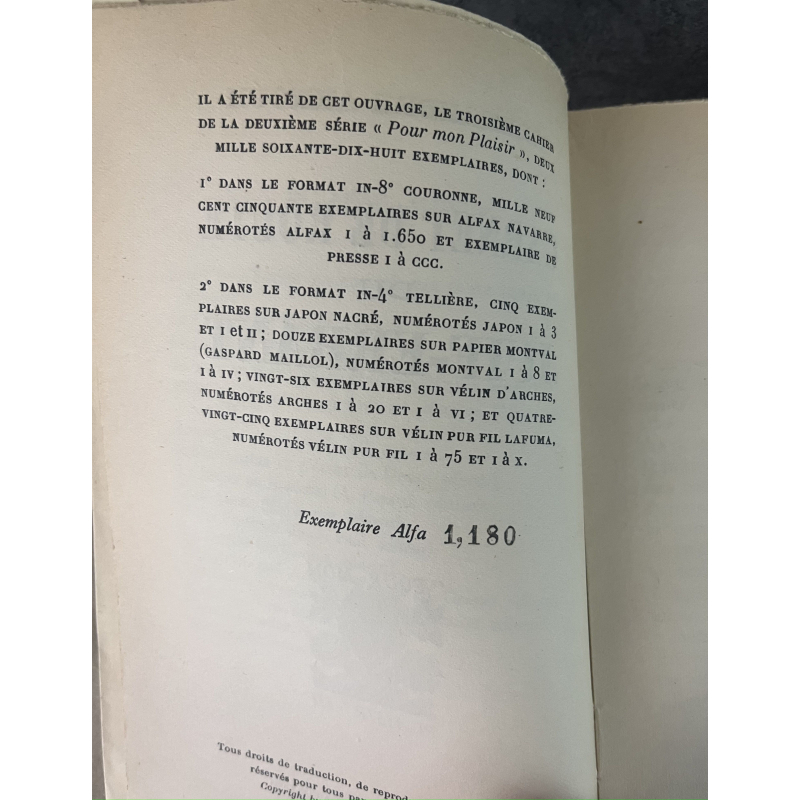 IL A ÉTÉ TIRÉ DE CET OUVRAGE, LE TROISIÈME CAHIER
DE LA DEUXIÈME SÉRIE « Pour mon Plaisir », DEUX
MILLE SOIXANTE-DIX-HUIT EXEMPLAIRES, DONT :
1° DANS LE FORMAT IN-8° COURONNE, MILLE NEUF
CENT CINQUANTE EXEMPLAIRES SUR ALFAX NAVARRE,
NUMÉROTÉS ALFAX 1 à 1.650 ET EXEMPLAIRE DE
PRESSE I à CCC.
2° DANS LE FORMAT IN-4° TELLIÈRE, CINQ EXEM-
PLAIRES SUR JAPON NACRÉ, NUMÉROTÉS JAPON 1 à 3
ET I et II ; DOUZE EXEMPLAIRES SUR PAPIER MONTVAL
(GASPARD MAILLOL), NUMÉROTÉS MONTVAL 1 à 8 ET
I à IV ; VINGT-SIX EXEMPLAIRES SUR VÉLIN D'ARCHES,
NUMÉROTÉS ARCHES 1 à 20 ET I à VI ; ET QUATRE-
VINGT-CINQ EXEMPLAIRES SUR VÉLIN PUR FIL LAFUMA,
NUMÉROTÉS VÉLIN PUR FIL 1 à 75 ET I à X.
Exemplaire Alfa 1,180
Tous droits de traduction, de reprod
réservés pour tous pa
Copyright